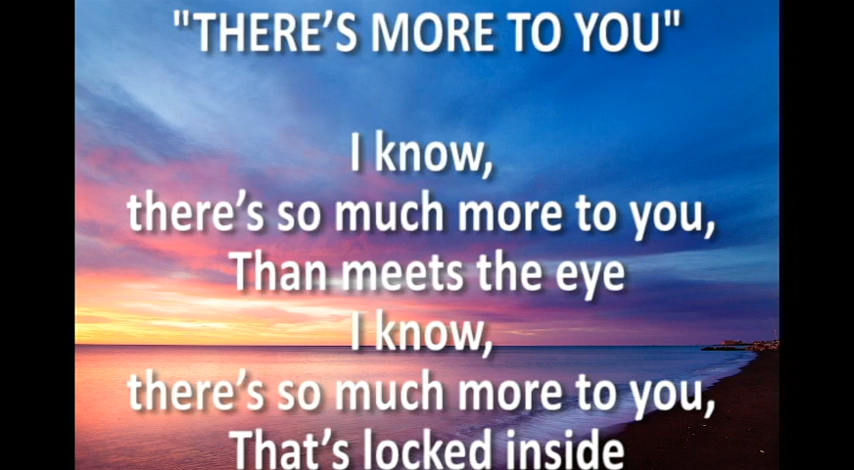 "THERE’S MORE TO YOU"
I know,
there’s so much more to you,
Than meets the eye
I know,
there’s so much more to you,
That’s locked inside